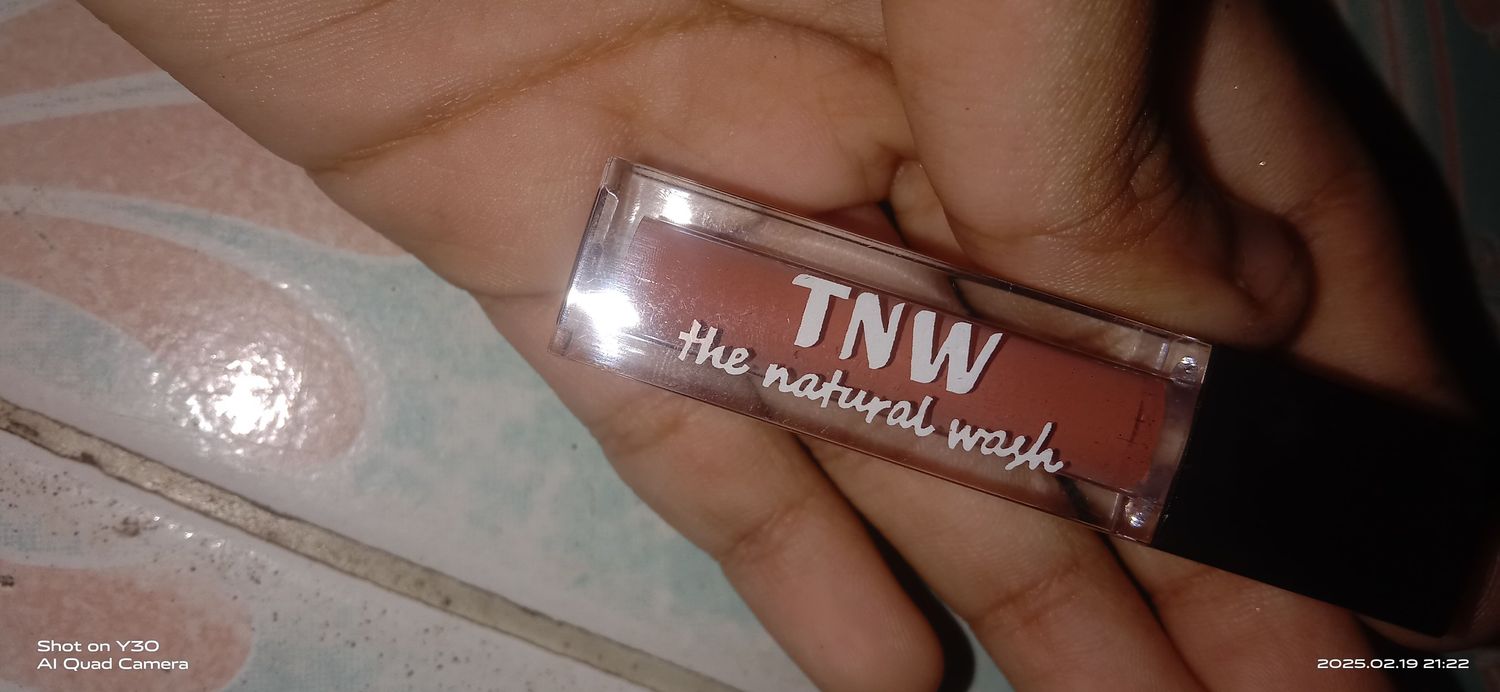 TNW
the natural wash
Shot on Y30
AI Quad Camera
2025.02.19 21:22